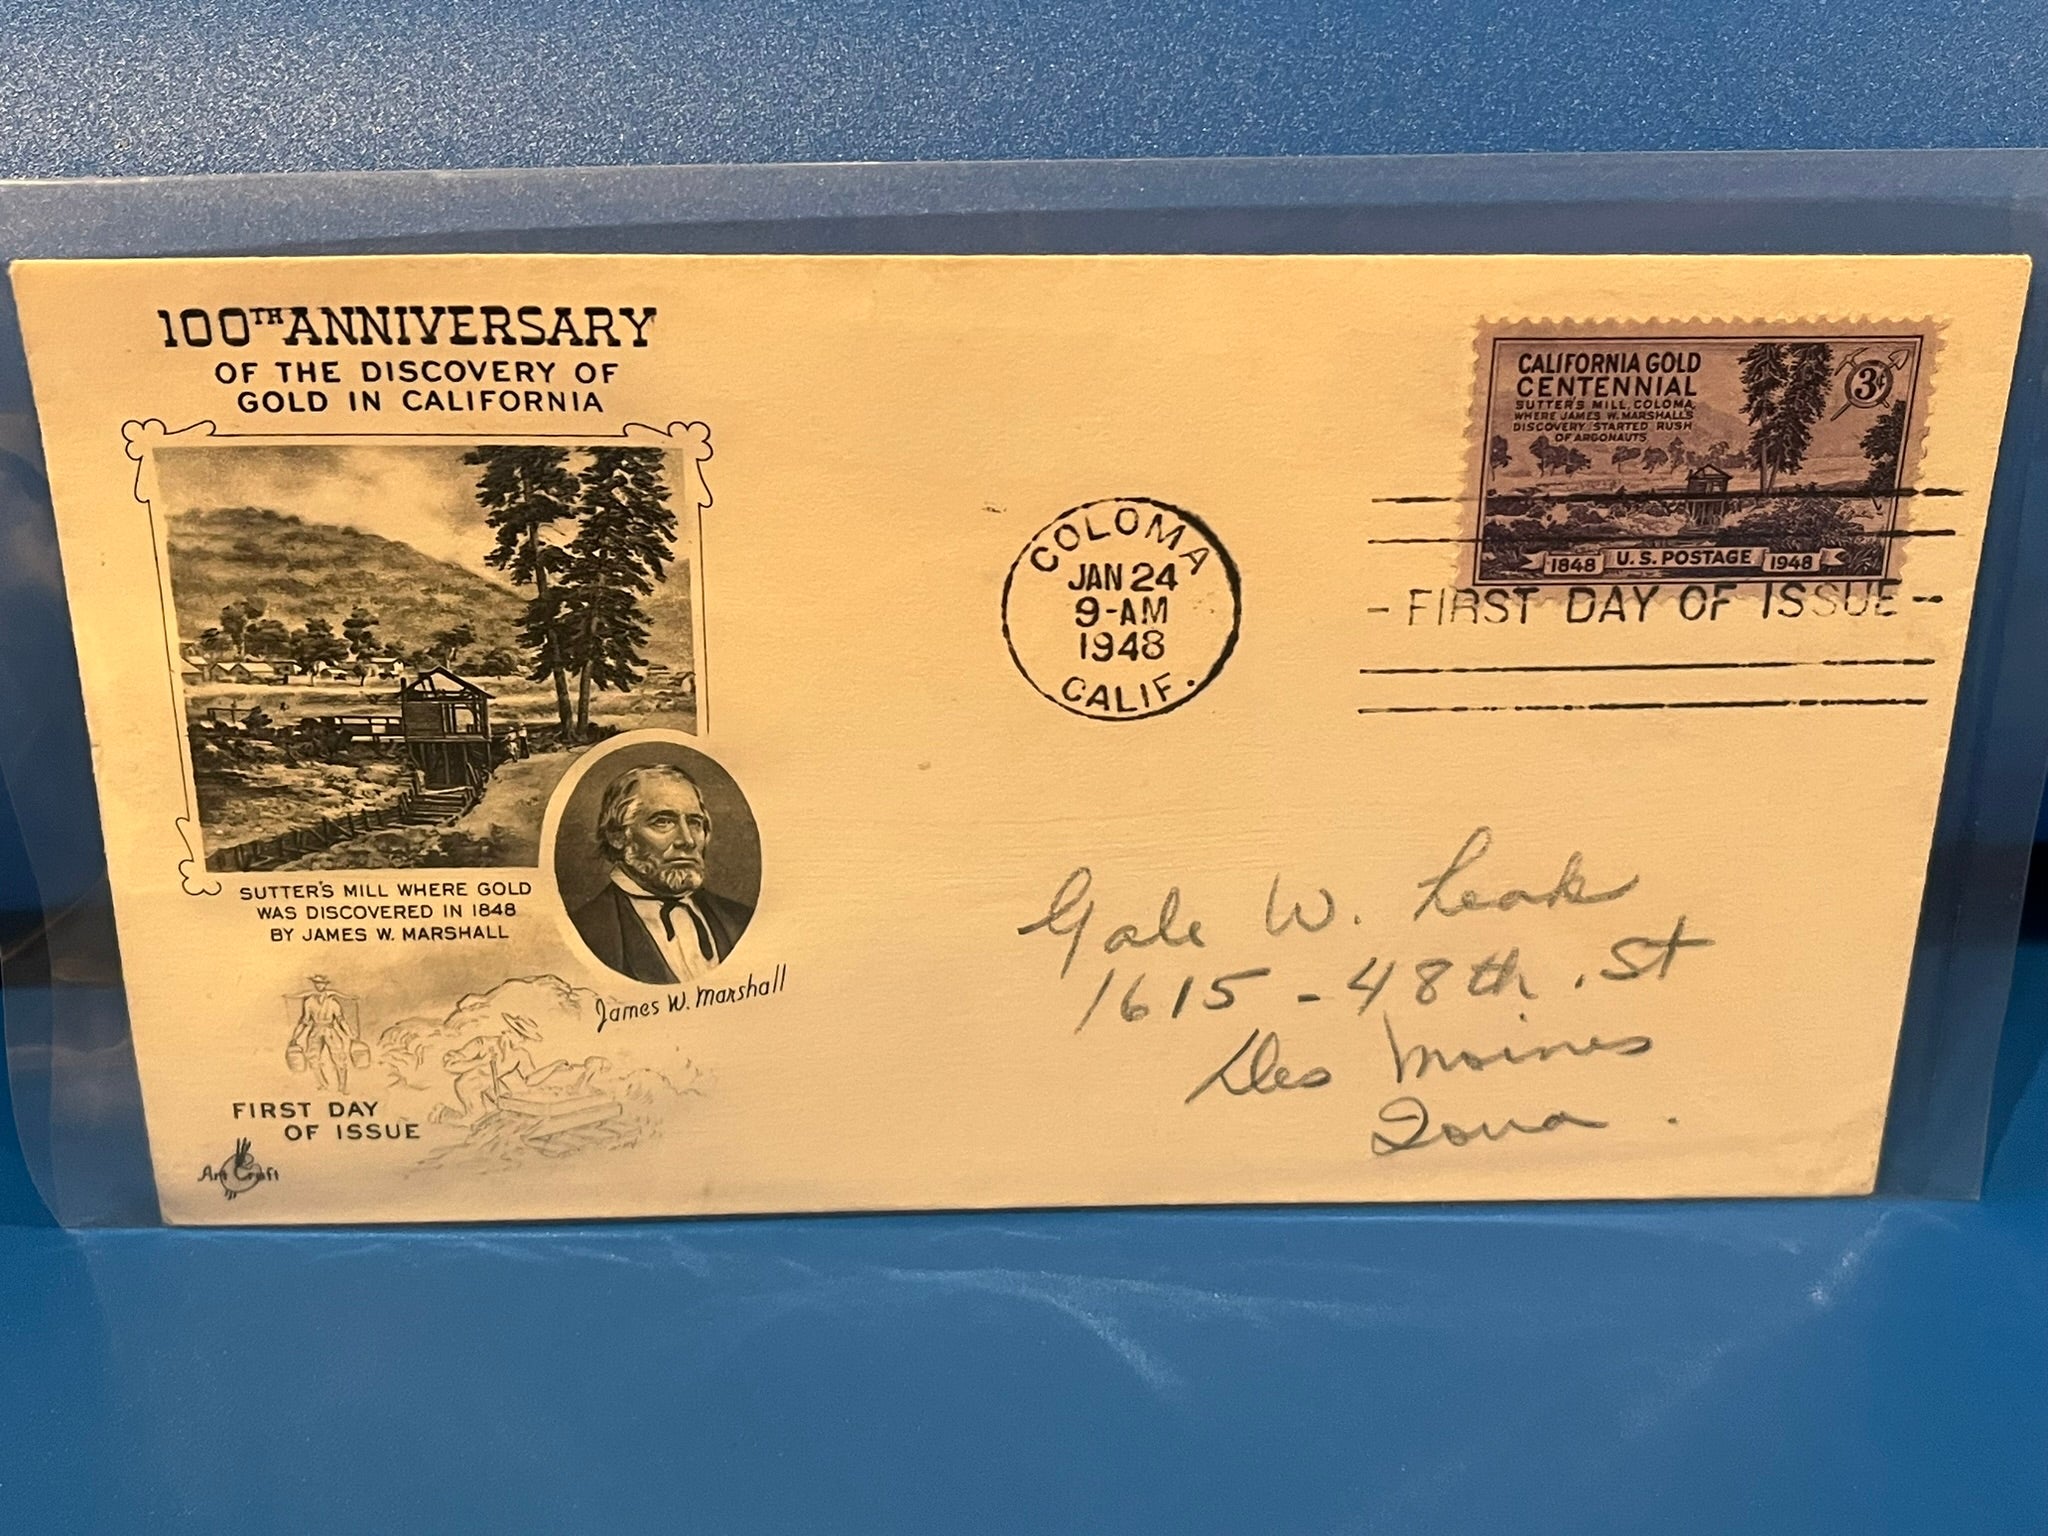 100TH ANNIVERSARY
OF THE DISCOVERY OF
GOLD IN CALIFORNIA
SUTTER'S MILL WHERE GOLD
WAS DISCOVERED IN 1848
BY JAMES W. MARSHALL
James W. Marshall
FIRST DAY
OF ISSUE
Art Craft
COLOMA
JAN 24
9-AM
1948
CALIF.
CALIFORNIA GOLD
CENTENNIAL
SUTTER'S MILL, COLOMA,
WHERE JAMES W. MARSHALL'S
DISCOVERY STARTED RUSH
OF ARGONAUTS
3¢
1848 U.S. POSTAGE 1948
- FIRST DAY OF ISSUE -
Gale W. Leak
1615 - 48th . St
Des Moines
Iowa .